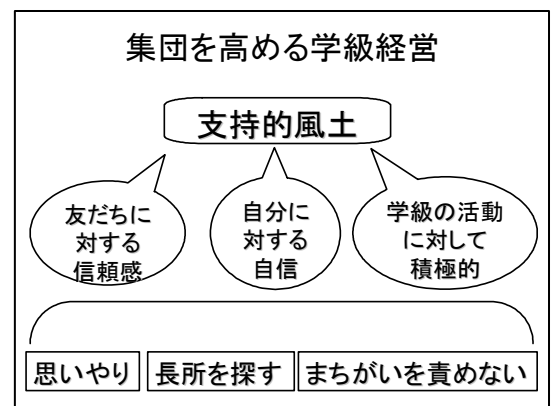 集団を高める学級経営
支持的風土
友だちに
対する
信頼感
自分に
対する
自信
学級の活動
に対して
積極的
思いやり
長所を探す
まちがいを責めない